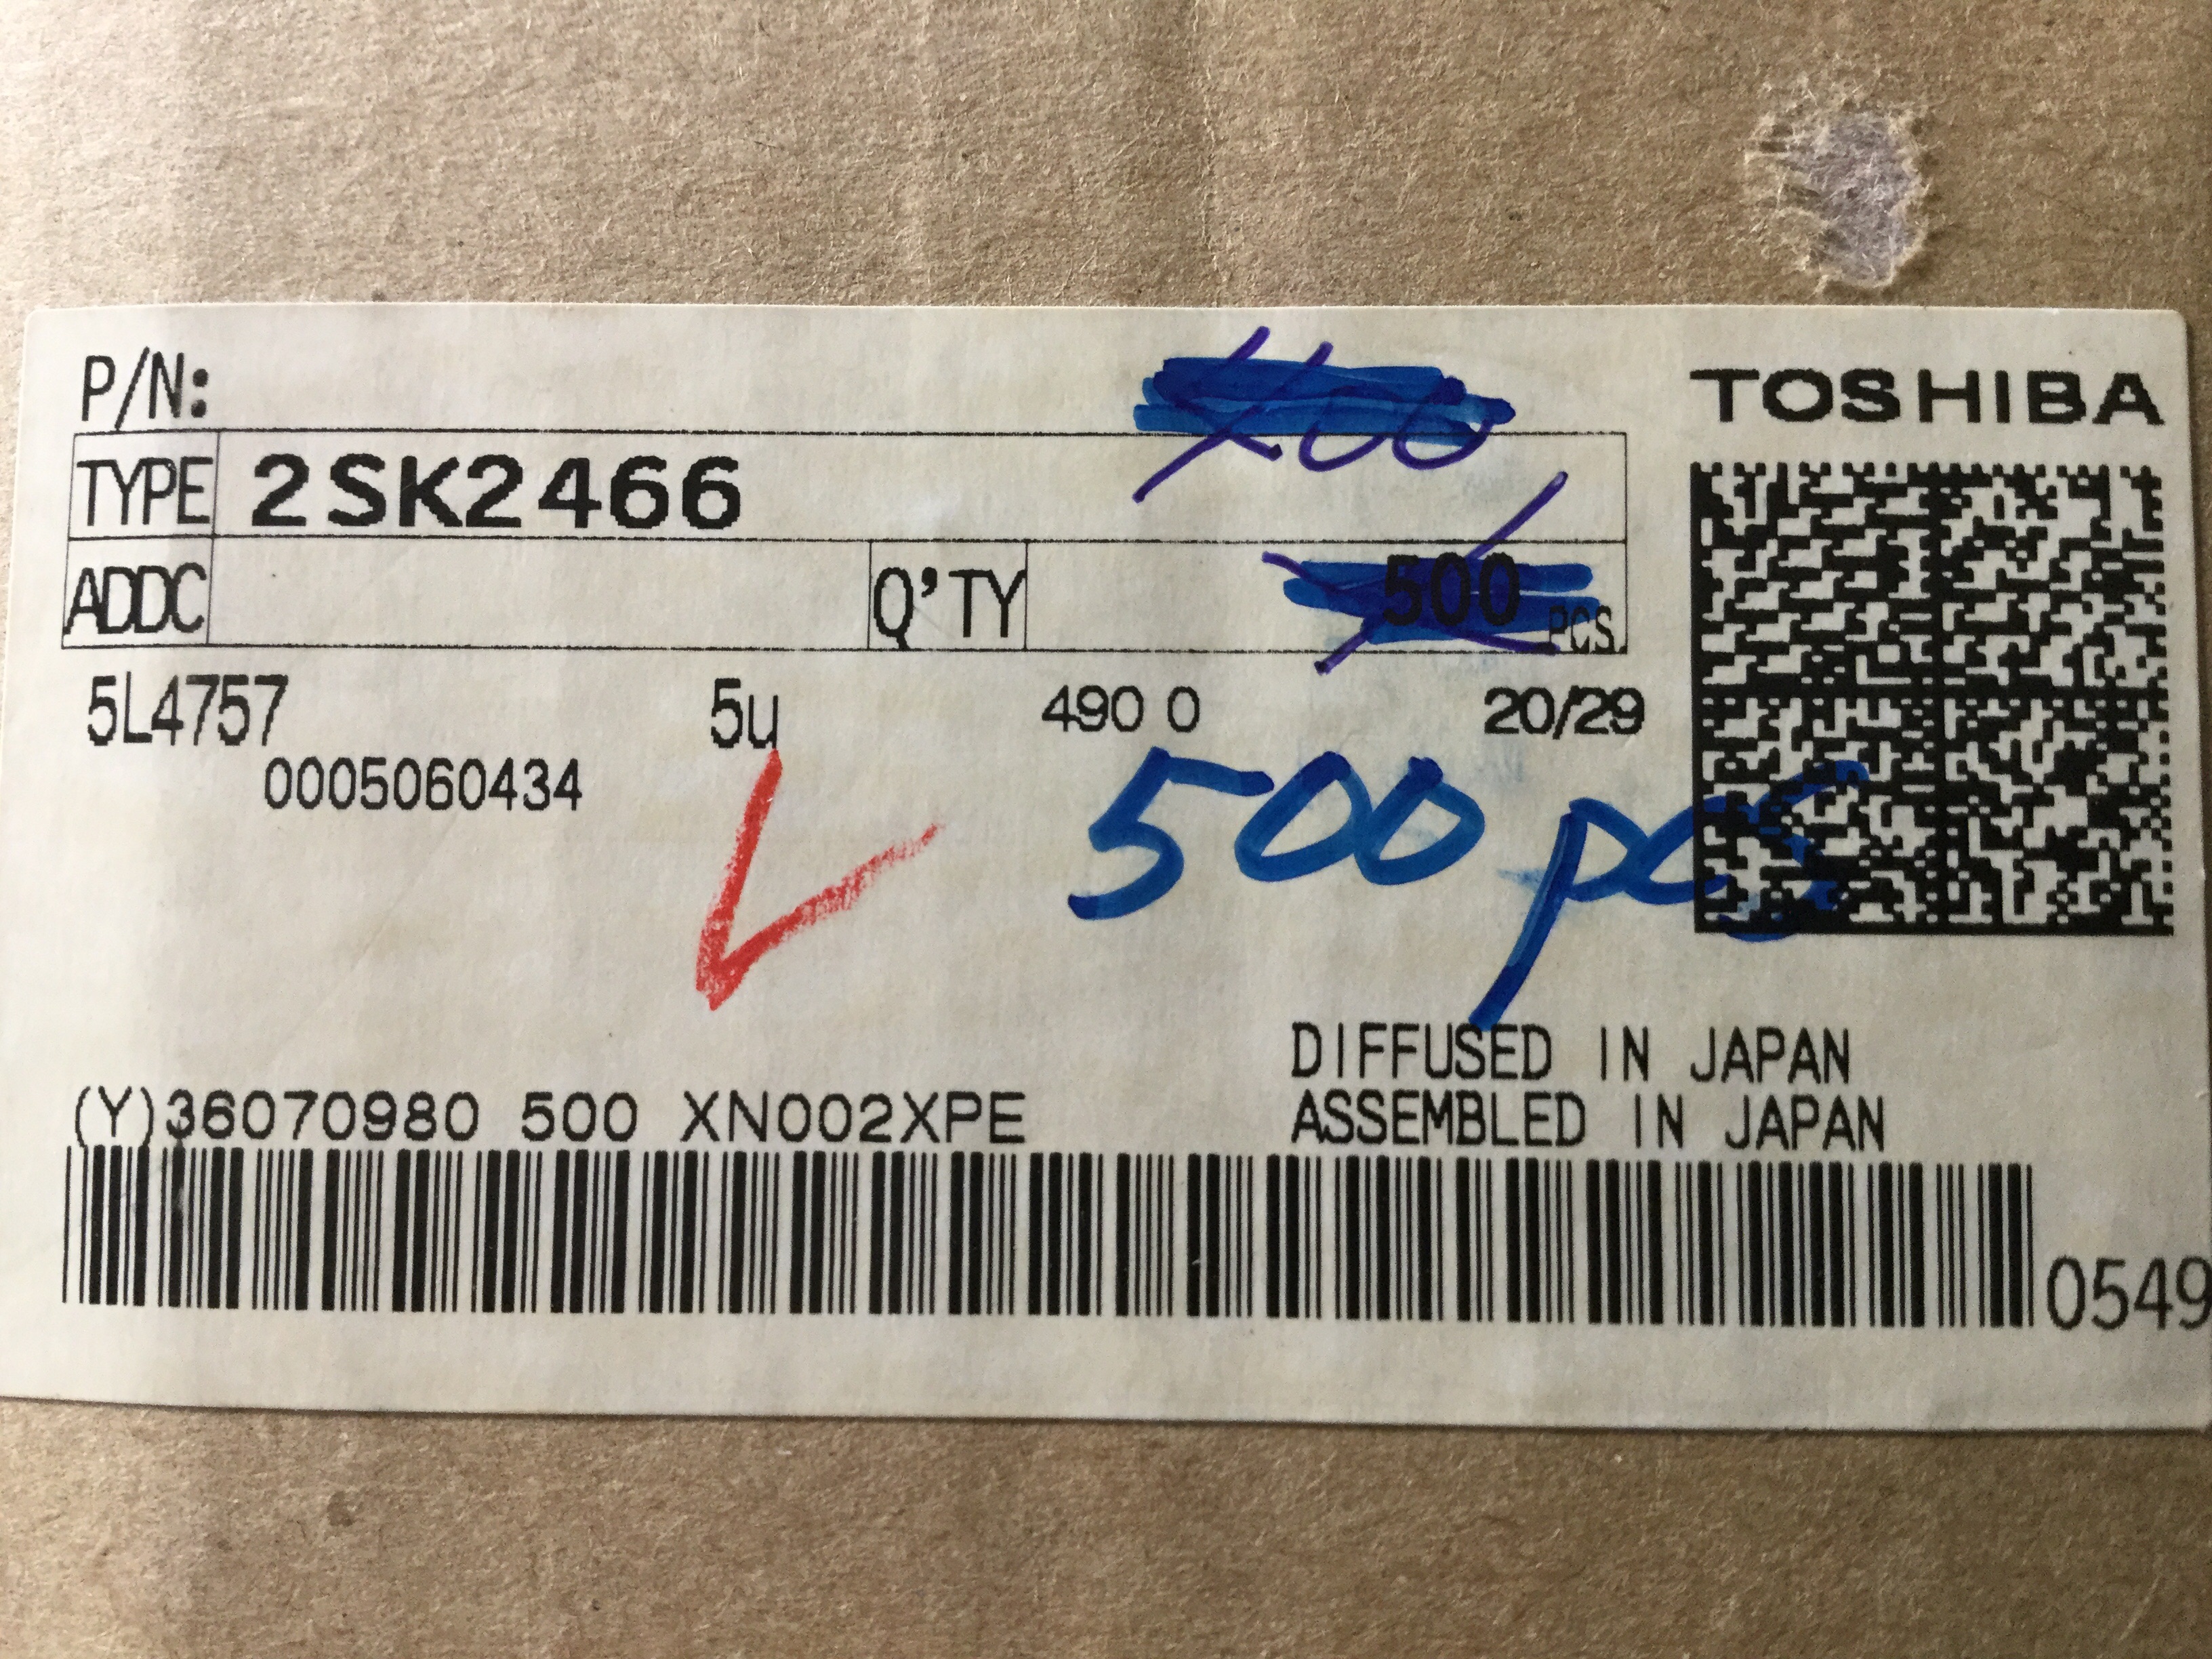 P/N:
TOSHIBA
TYPE 2SK2466
400
ADDC Q'TY 500 PCS.
5L4757 5u 490 0 20/29
0005060434
500 pcs
DIFFUSED IN JAPAN
(Y)36070980 500 XN002XPE
ASSEMBLED IN JAPAN
0549